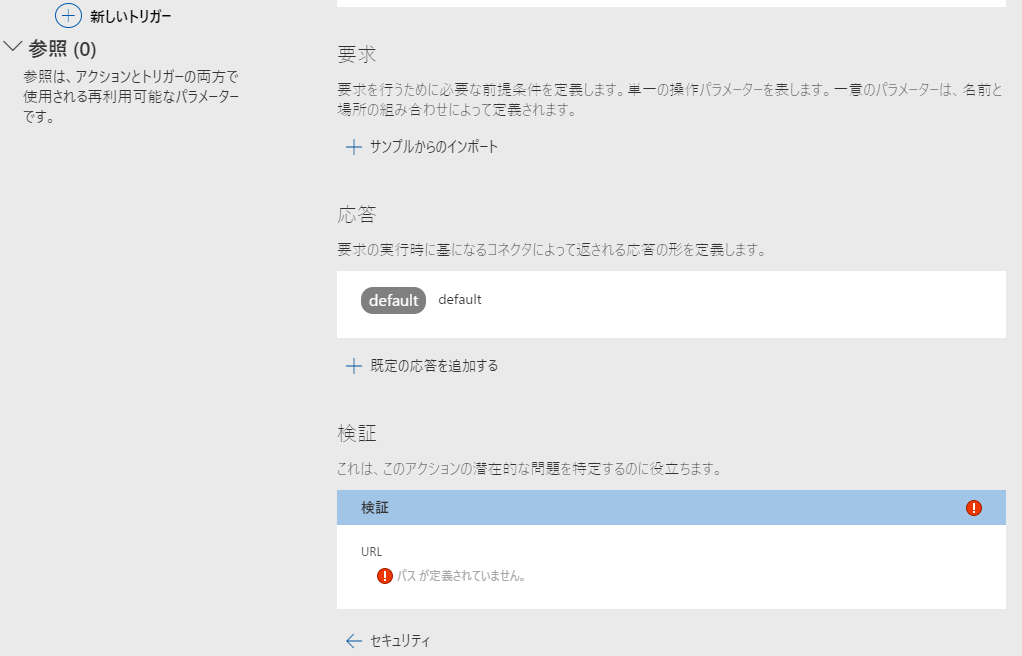 新しいトリガー
参照 (0)
参照は、アクションとトリガーの両方で
使用される再利用可能なパラメーター
です。
要求
要求を行うために必要な前提条件を定義します。単一の操作パラメーターを表します。一意のパラメーターは、名前と
場所の組み合わせによって定義されます。
サンプルからのインポート
応答
要求の実行時に基になるコネクタによって返される応答の形を定義します。
default default
既定の応答を追加する
検証
これは、このアクションの潜在的な問題を特定するのに役立ちます。
検証
URL
パス が定義されていません。
セキュリティ